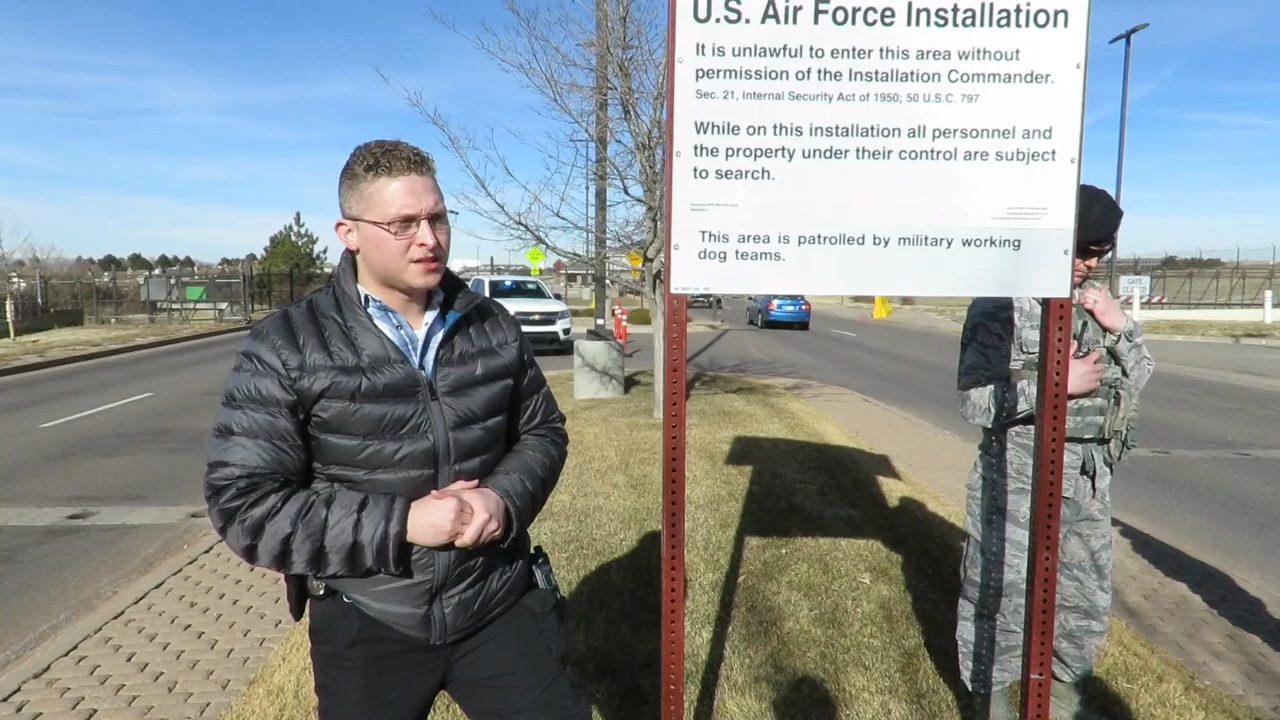 U.S. Air Force Installation
It is unlawful to enter this area without
permission of the Installation Commander.
Sec. 21, Internal Security Act of 1950; 50 U.S.C. 797
While on this installation all personnel and
the property under their control are subject
to search.
This area is patrolled by military working
dog teams.
GATE
CLOSED